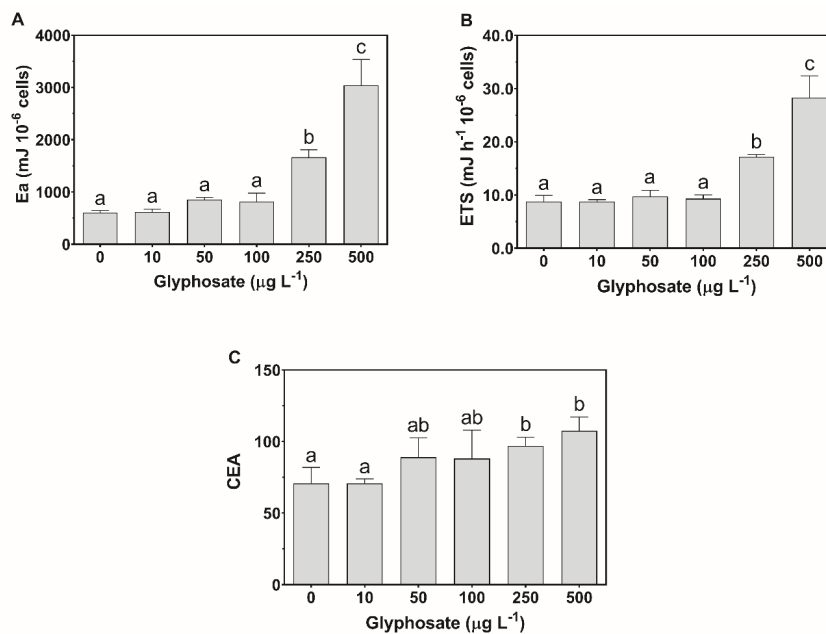 A
4000
3000
2000
1000
0
Ea (mJ 10⁻⁶ cells)
a
a
a
a
b
c
0 10 50 100 250 500
Glyphosate (µg L⁻¹)
B
40.0
30.0
20.0
10.0
0.0
ETS (mJ h⁻¹ 10⁻⁶ cells)
a
a
a
a
b
c
0 10 50 100 250 500
Glyphosate (µg L⁻¹)
C
150
100
50
0
CEA
a
a
ab
ab
b
b
0 10 50 100 250 500
Glyphosate (µg L⁻¹)